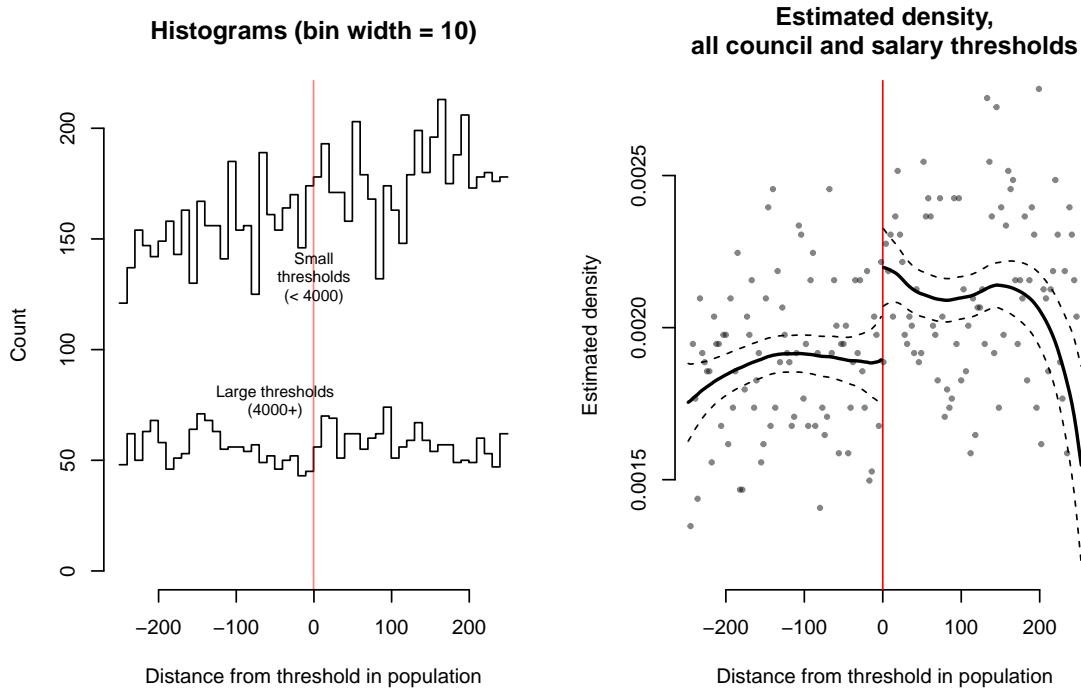 Histograms (bin width = 10)
200
150
100
50
0
Count
Small
thresholds
(< 4000)
Large thresholds
(4000+)
−200
−100
0
100
200
Distance from threshold in population
Estimated density,
all council and salary thresholds
0.0025
0.0020
0.0015
Estimated density
−200
−100
0
100
200
Distance from threshold in population